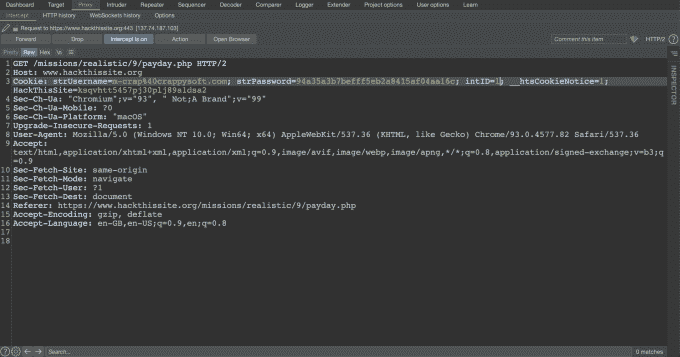 Dashboard Target Proxy Intruder Repeater Sequencer Decoder Comparer Logger Extender Project options User options Learn
Intercept HTTP history WebSockets history Options
Request to https://www.hackthissite.org:443 [137.74.187.103]
Forward Drop Intercept is on Action Open Browser Comment this item HTTP/2 ?
Pretty Raw Hex \n
INSPECTOR
1 GET /missions/realistic/9/payday.php HTTP/2
2 Host: www.hackthissite.org
3 Cookie: strUsername=m-crap%40crappysoft.com; strPassword=94a35a3b7befff5eb2a8415af04aa16c; intID=1; __htsCookieNotice=1;
HackThisSite=ksqvhtt5457pj30plj89sldsa2
4 Sec-Ch-Ua: "Chromium";v="93", " Not;A Brand";v="99"
5 Sec-Ch-Ua-Mobile: ?0
6 Sec-Ch-Ua-Platform: "macOS"
7 Upgrade-Insecure-Requests: 1
8 User-Agent: Mozilla/5.0 (Windows NT 10.0; Win64; x64) AppleWebKit/537.36 (KHTML, like Gecko) Chrome/93.0.4577.82 Safari/537.36
9 Accept:
text/html,application/xhtml+xml,application/xml;q=0.9,image/avif,image/webp,image/apng,*/*;q=0.8,application/signed-exchange;v=b3;q
=0.9
10 Sec-Fetch-Site: same-origin
11 Sec-Fetch-Mode: navigate
12 Sec-Fetch-User: ?1
13 Sec-Fetch-Dest: document
14 Referer: https://www.hackthissite.org/missions/realistic/9/payday.php
15 Accept-Encoding: gzip, deflate
16 Accept-Language: en-GB,en-US;q=0.9,en;q=0.8
17
18
Search... 0 matches